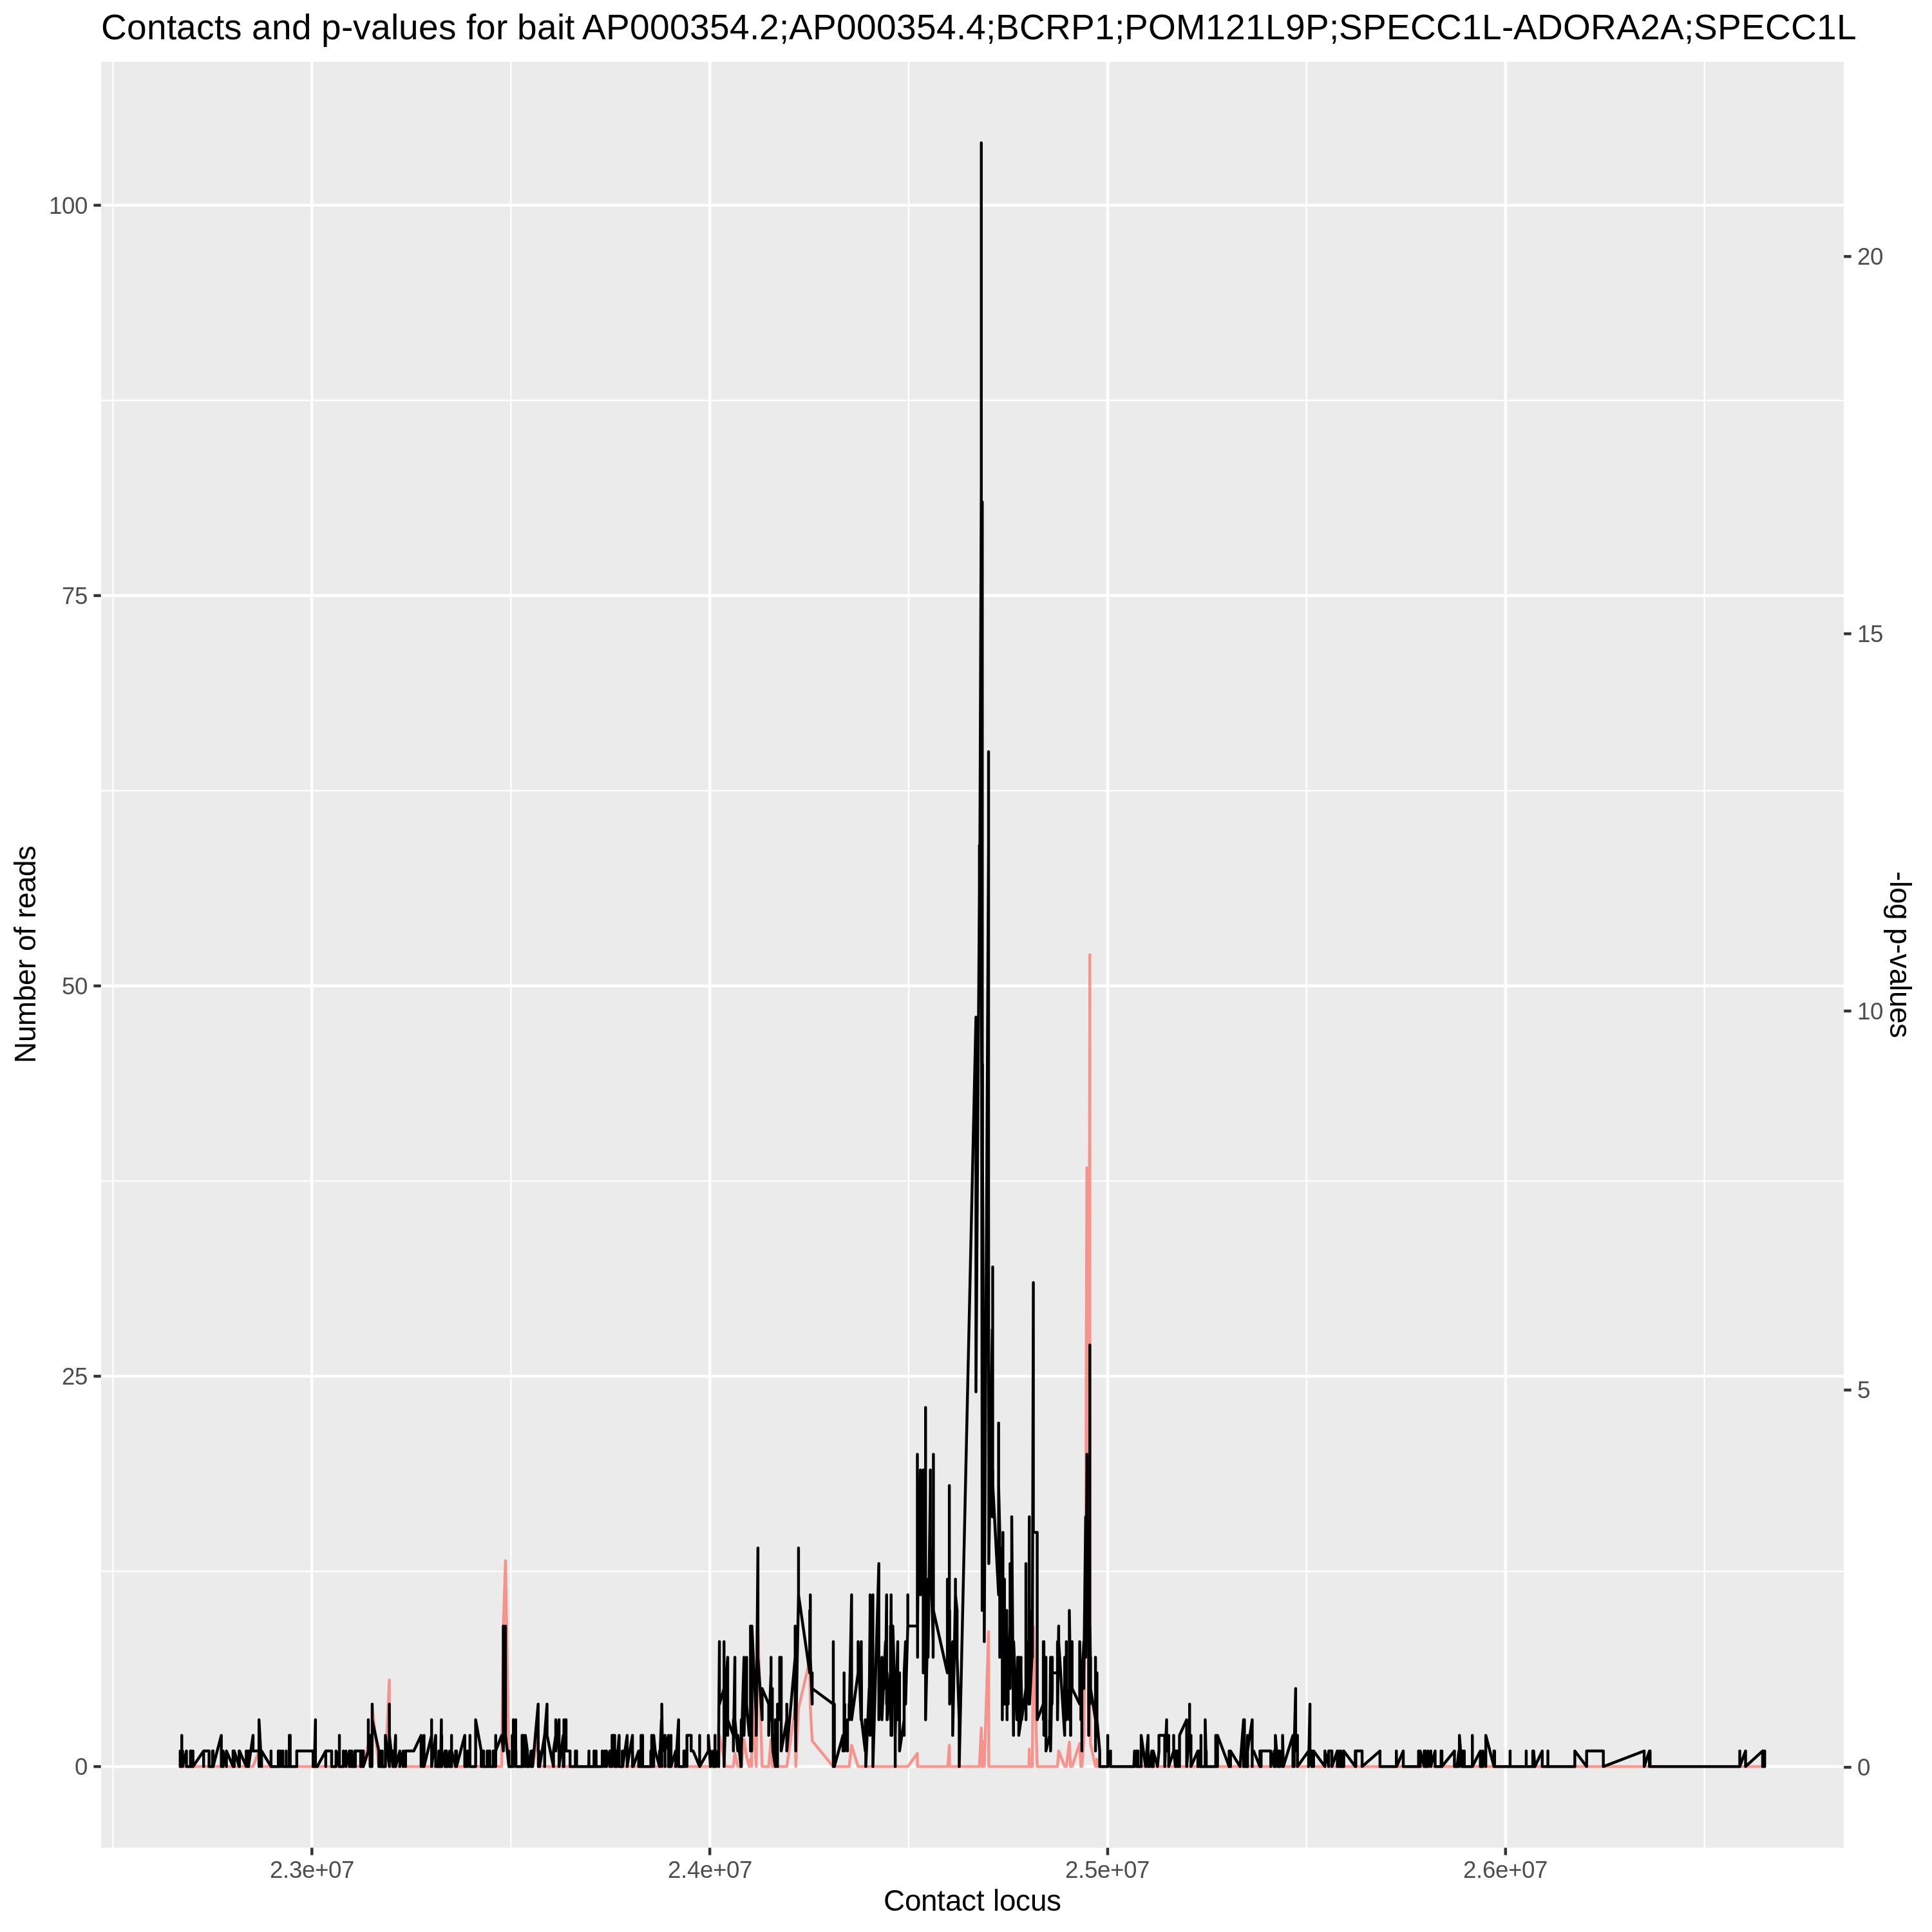 Contacts and p-values for bait AP000354.2;AP000354.4;BCRP1;POM121L9P;SPECC1L-ADORA2A;SPECC1L
100
75
50
25
0
Number of reads
20
15
10
5
0
-log p-values
2.3e+07
2.4e+07
2.5e+07
2.6e+07
Contact locus